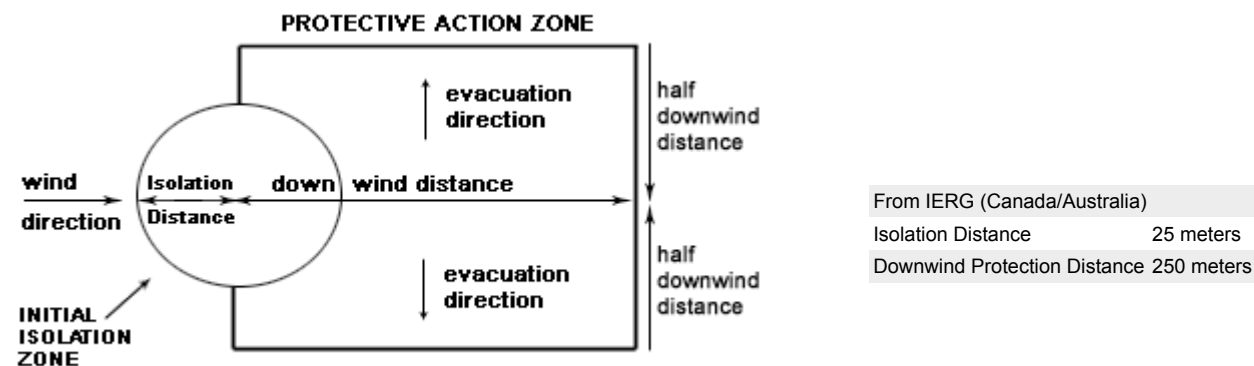 PROTECTIVE ACTION ZONE
evacuation
direction
half
downwind
distance
wind
direction
Isolation
Distance
down wind distance
evacuation
direction
half
downwind
distance
INITIAL
ISOLATION
ZONE
From IERG (Canada/Australia)
Isolation Distance 25 meters
Downwind Protection Distance 250 meters